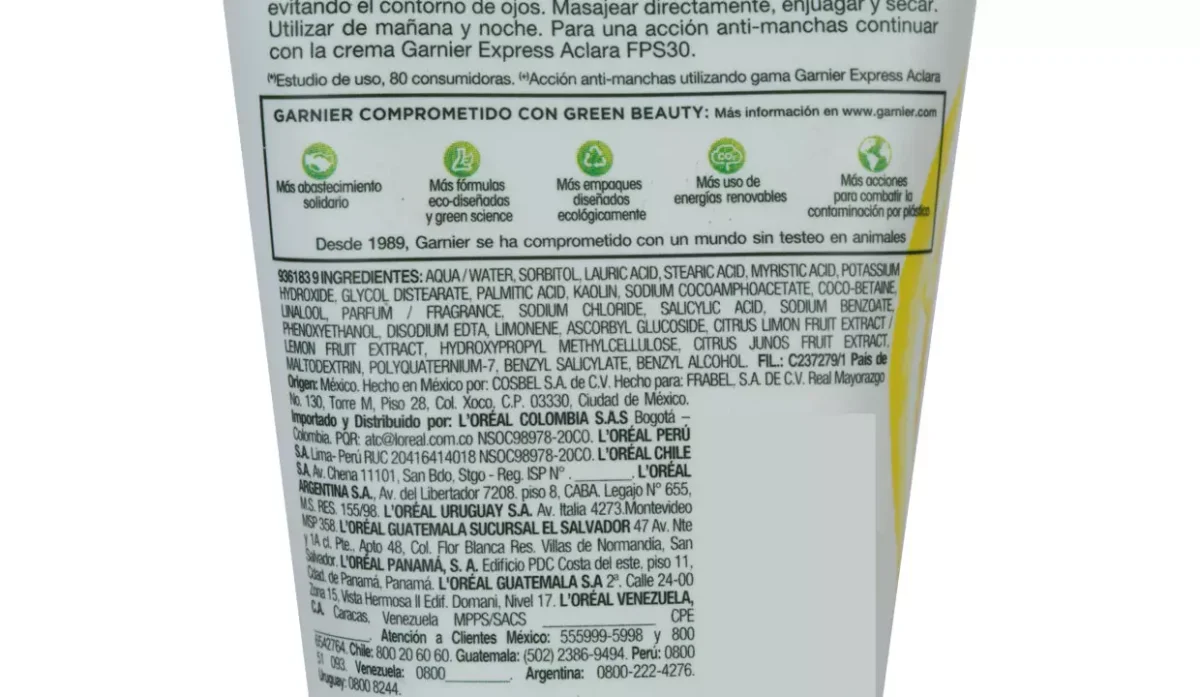 evitando el contorno de ojos. Masajear directamente, enjuagar y secar.
Utilizar de mañana y noche. Para una acción anti-manchas continuar
con la crema Garnier Express Aclara FPS30.
(*)Estudio de uso, 80 consumidoras. (+)Acción anti-manchas utilizando gama Garnier Express Aclara
GARNIER COMPROMETIDO CON GREEN BEAUTY: Más información en www.garnier.com
CO₂
Más abastecimiento
solidario
Más fórmulas
eco-diseñadas
y green science
Más empaques
diseñados
ecológicamente
Más uso de
energías renovables
Más acciones
para combatir la
contaminación por plástico
Desde 1989, Garnier se ha comprometido con un mundo sin testeo en animales
936183 9 INGREDIENTES: AQUA / WATER, SORBITOL, LAURIC ACID, STEARIC ACID, MYRISTIC ACID, POTASSIUM
HYDROXIDE, GLYCOL DISTEARATE, PALMITIC ACID, KAOLIN, SODIUM COCOAMPHOACETATE, COCO-BETAINE,
LINALOOL, PARFUM / FRAGRANCE, SODIUM CHLORIDE, SALICYLIC ACID, SODIUM BENZOATE,
PHENOXYETHANOL, DISODIUM EDTA, LIMONENE, ASCORBYL GLUCOSIDE, CITRUS LIMON FRUIT EXTRACT /
LEMON FRUIT EXTRACT, HYDROXYPROPYL METHYLCELLULOSE, CITRUS JUNOS FRUIT EXTRACT,
MALTODEXTRIN, POLYQUATERNIUM-7, BENZYL SALICYLATE, BENZYL ALCOHOL. FIL.: C237279/1 País de
Origen: México. Hecho en México por: COSBEL S.A. de C.V. Hecho para: FRABEL, S.A. DE C.V. Real Mayorazgo
No. 130, Torre M, Piso 28, Col. Xoco, C.P. 03330, Ciudad de México.
Importado y Distribuido por: L'ORÉAL COLOMBIA S.A.S Bogotá –
Colombia. PQR: atc@loreal.com.co NSOC98978-20CO. L'ORÉAL PERÚ
S.A. Lima- Perú RUC 20416414018 NSOC98978-20CO. L'ORÉAL CHILE
S.A. Av. Chena 11101, San Bdo, Stgo - Reg. ISP N° ._______. L'ORÉAL
ARGENTINA S.A., Av. del Libertador 7208. piso 8, CABA. Legajo N° 655,
M.S. RES. 155/98. L'ORÉAL URUGUAY S.A. Av. Italia 4273.Montevideo
MSP 358. L'ORÉAL GUATEMALA SUCURSAL EL SALVADOR 47 Av. Nte
y 1A cl. Pte., Apto 48, Col. Flor Blanca Res. Villas de Normandía, San
Salvador. L'ORÉAL PANAMÁ, S. A. Edificio PDC Costa del este, piso 11,
Cdad. de Panamá, Panamá. L'ORÉAL GUATEMALA S.A 2ª. Calle 24-00
Zona 15, Vista Hermosa II Edif. Domani, Nivel 17. L'ORÉAL VENEZUELA,
C.A. Caracas, Venezuela MPPS/SACS ____________ CPE
_______. Atención a Clientes México: 555999-5998 y 800
6542764. Chile: 800 20 60 60. Guatemala: (502) 2386-9494. Perú: 0800
51 093. Venezuela: 0800________. Argentina: 0800-222-4276.
Uruguay: 0800 8244.